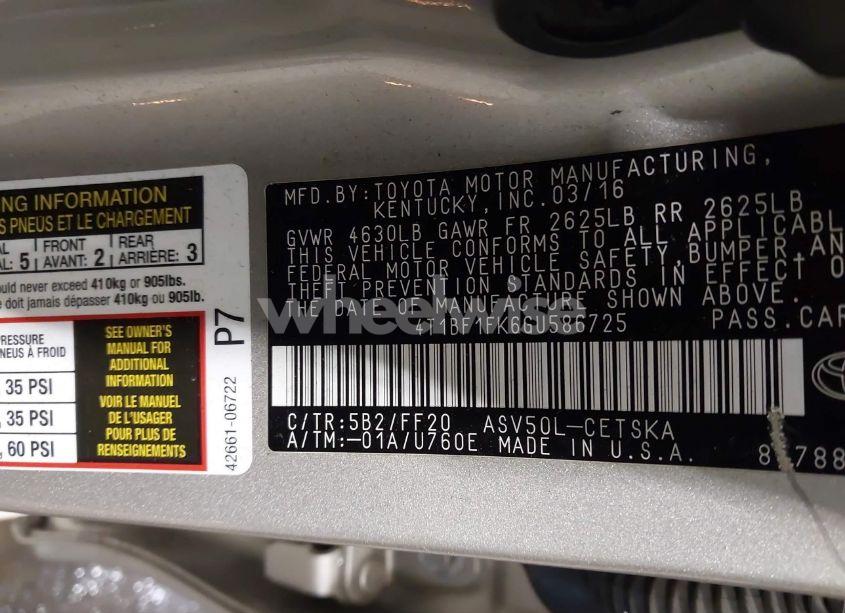 NG INFORMATION
S PNEUS ET LE CHARGEMENT
AL 5 FRONT AVANT: 2 REAR ARRIÈRE: 3
ould never exceed 410kg or 905lbs.
e doit jamais dépasser 410kg ou 905lb.
PRESSURE
NEUS À FROID
, 35 PSI
, 35 PSI
, 60 PSI
SEE OWNER'S
MANUAL FOR
ADDITIONAL
INFORMATION
VOIR LE MANUEL
DE L'USAGER
POUR PLUS DE
RENSEIGNEMENTS
P7
42661-06722
MFD.BY:TOYOTA MOTOR MANUFACTURING,
KENTUCKY,INC.03/16
GVWR 4630LB GAWR FR 2625LB RR 2625LB
THIS VEHICLE CONFORMS TO ALL APPLICABL
FEDERAL MOTOR VEHICLE SAFETY,BUMPER AN
THEFT PREVENTION STANDARDS IN EFFECT O
THE DATE OF MANUFACTURE SHOWN ABOVE.
PASS.CAR
C/TR:5B2/FF20 ASV50L-CETSKA
A/TM:-01A/U760E MADE IN U.S.A.
wheelwise